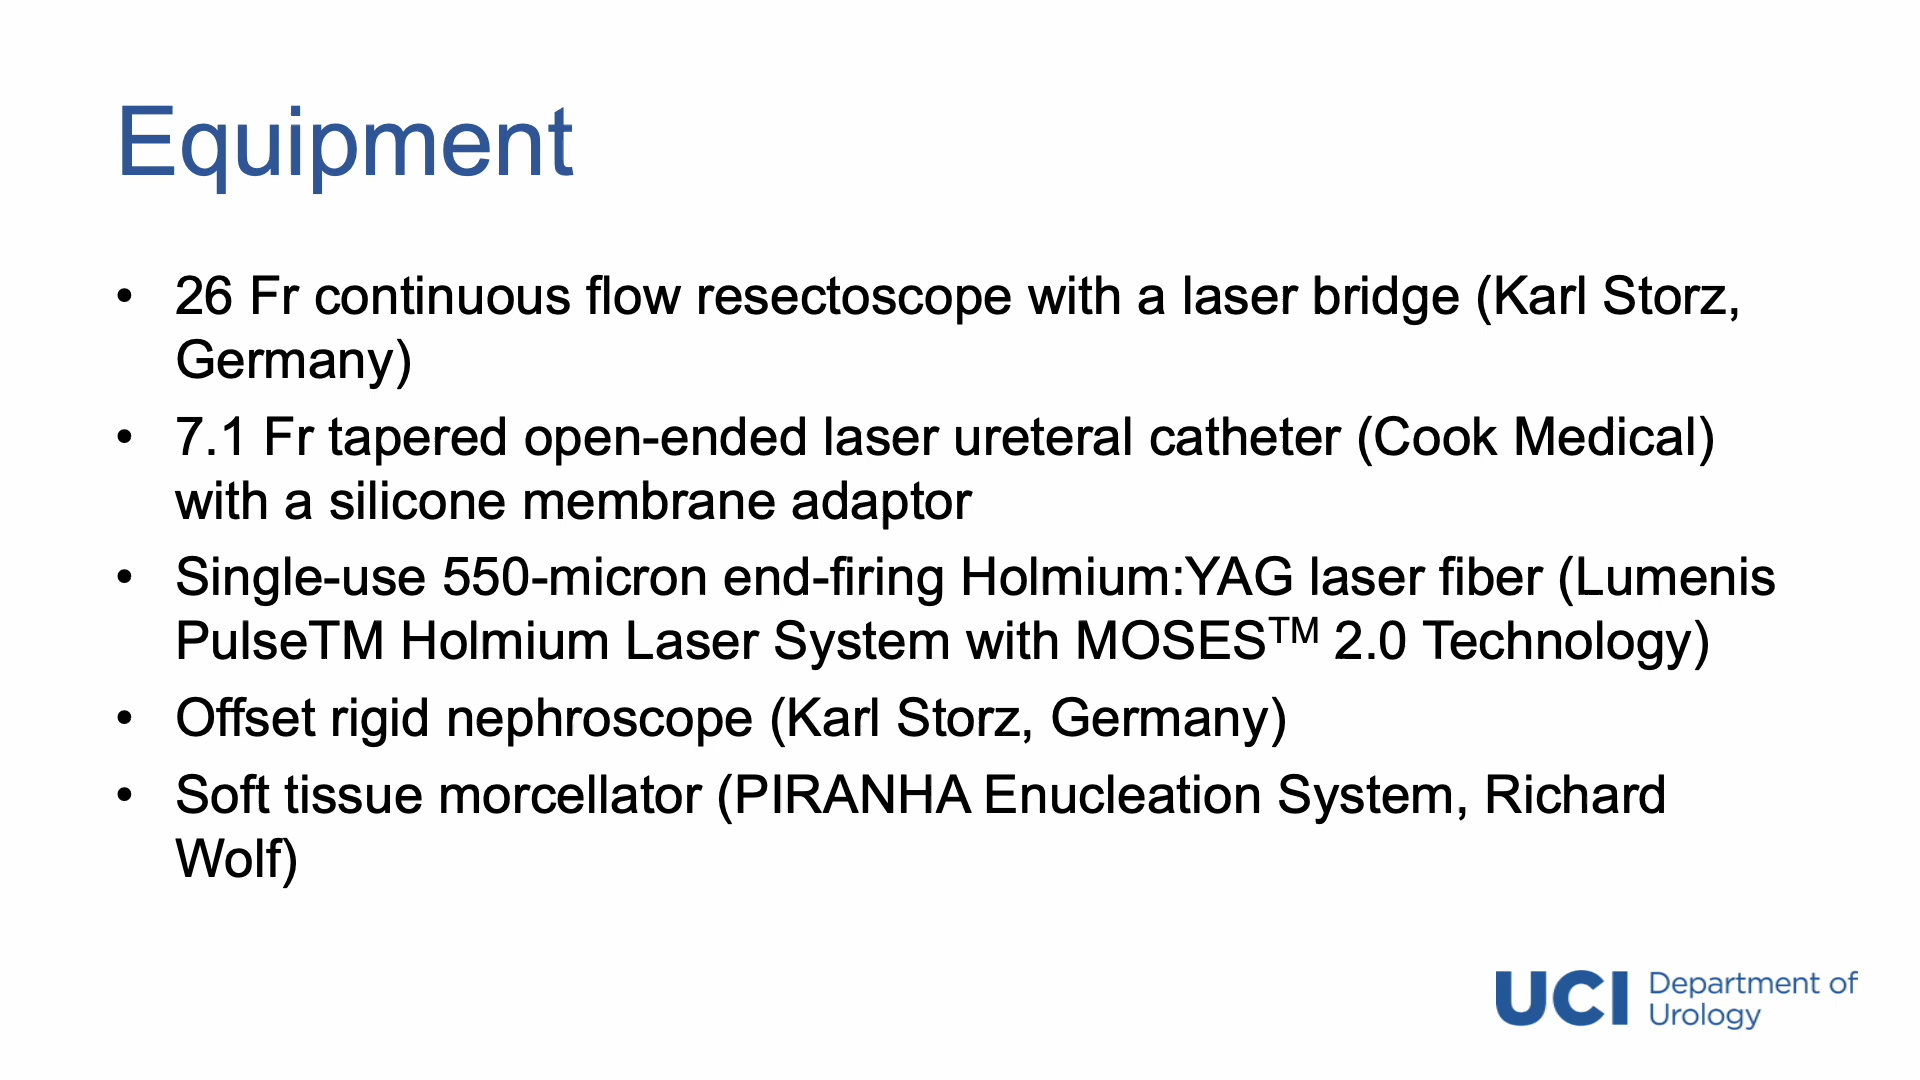 Equipment
• 26 Fr continuous flow resectoscope with a laser bridge (Karl Storz,
Germany)
• 7.1 Fr tapered open-ended laser ureteral catheter (Cook Medical)
with a silicone membrane adaptor
• Single-use 550-micron end-firing Holmium:YAG laser fiber (Lumenis
PulseTM Holmium Laser System with MOSES™ 2.0 Technology)
• Offset rigid nephroscope (Karl Storz, Germany)
• Soft tissue morcellator (PIRANHA Enucleation System, Richard
Wolf)
UCI Department of
Urology